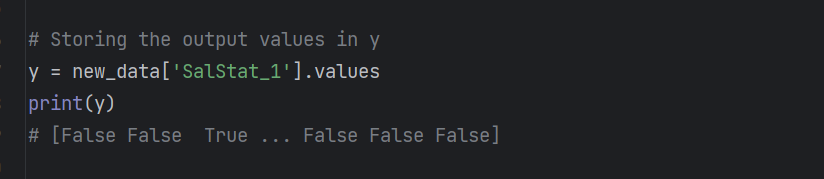 # Storing the output values in y
y = new_data['SalStat_1'].values
print(y)
# [False False  True ... False False False]